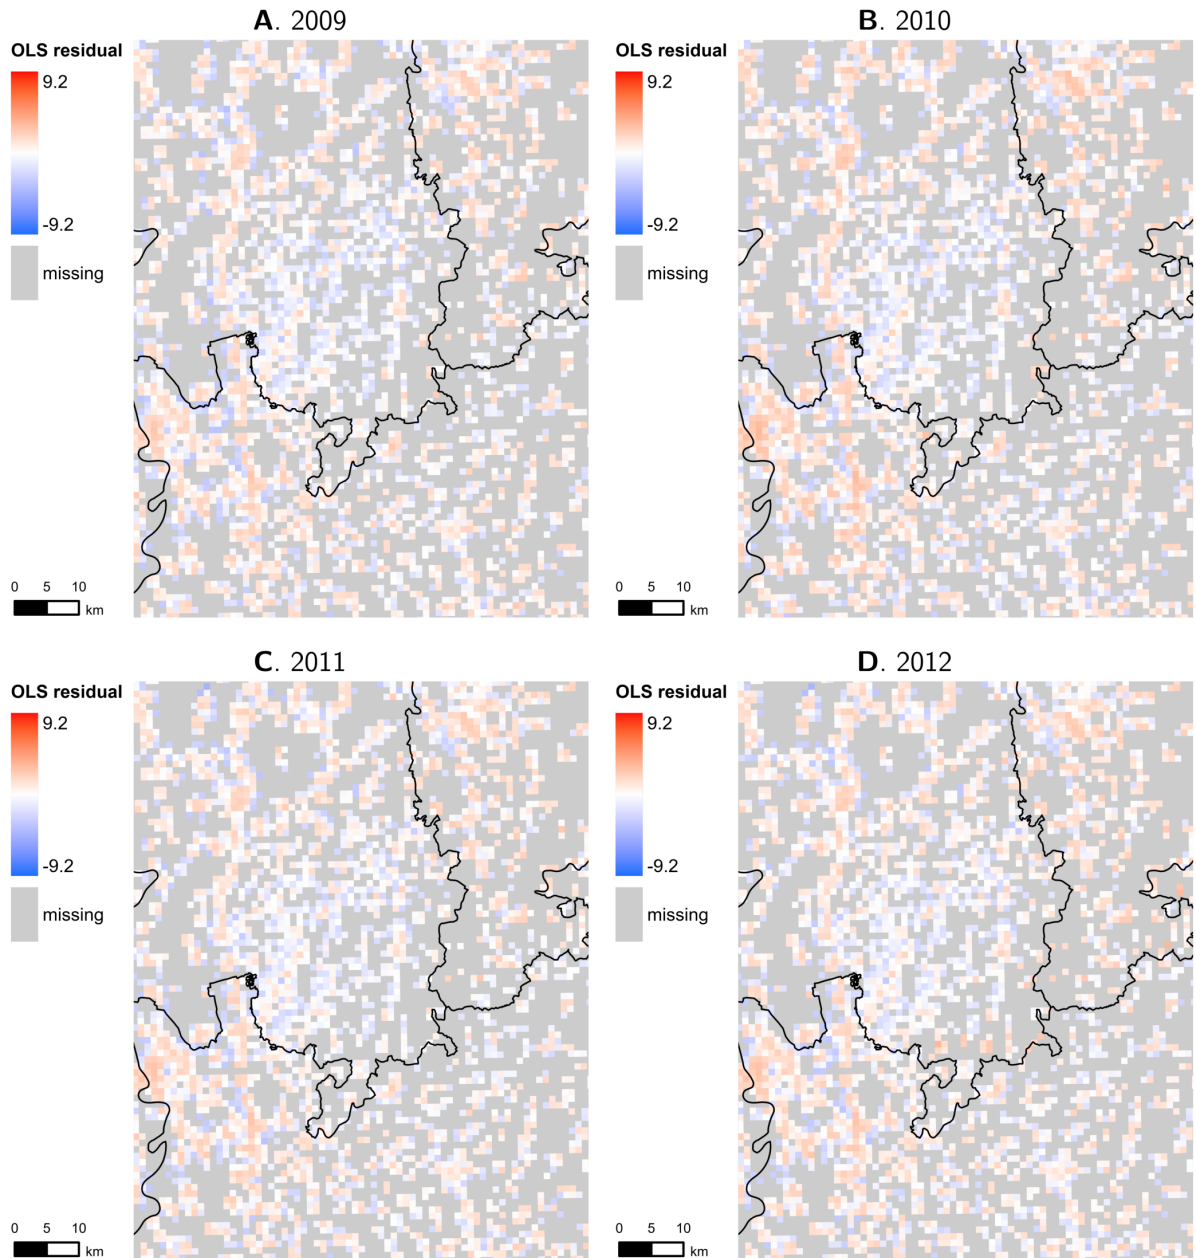 A. 2009
OLS residual
9.2
-9.2
missing
0 5 10
km
B. 2010
OLS residual
9.2
-9.2
missing
0 5 10
km
C. 2011
OLS residual
9.2
-9.2
missing
0 5 10
km
D. 2012
OLS residual
9.2
-9.2
missing
0 5 10
km